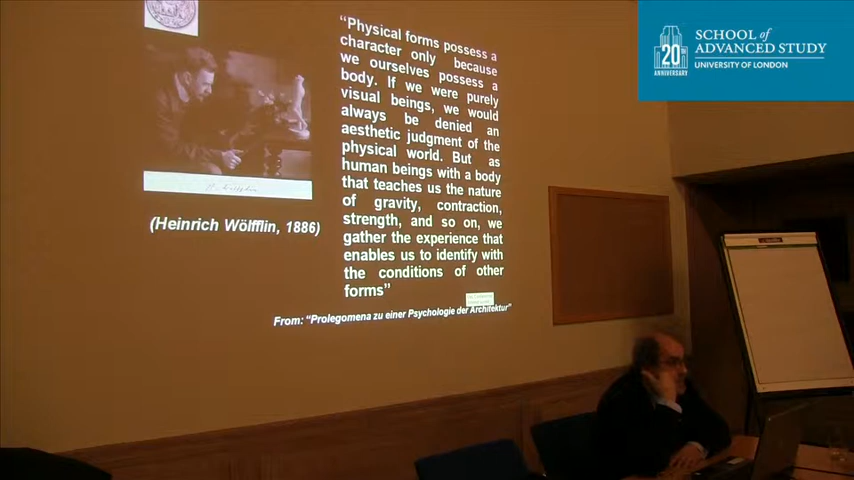 “Physical forms possess a
character only because
we ourselves possess a
body. If we were purely
visual beings, we would
always be denied an
aesthetic judgment of the
physical world. But as
human beings with a body
that teaches us the nature
of gravity, contraction,
strength, and so on, we
gather the experience that
enables us to identify with
the conditions of other
forms”
(Heinrich Wölfflin, 1886)
From: “Prolegomena zu einer Psychologie der Architektur”
20
ANNIVERSARY
SCHOOL of
ADVANCED STUDY
UNIVERSITY OF LONDON